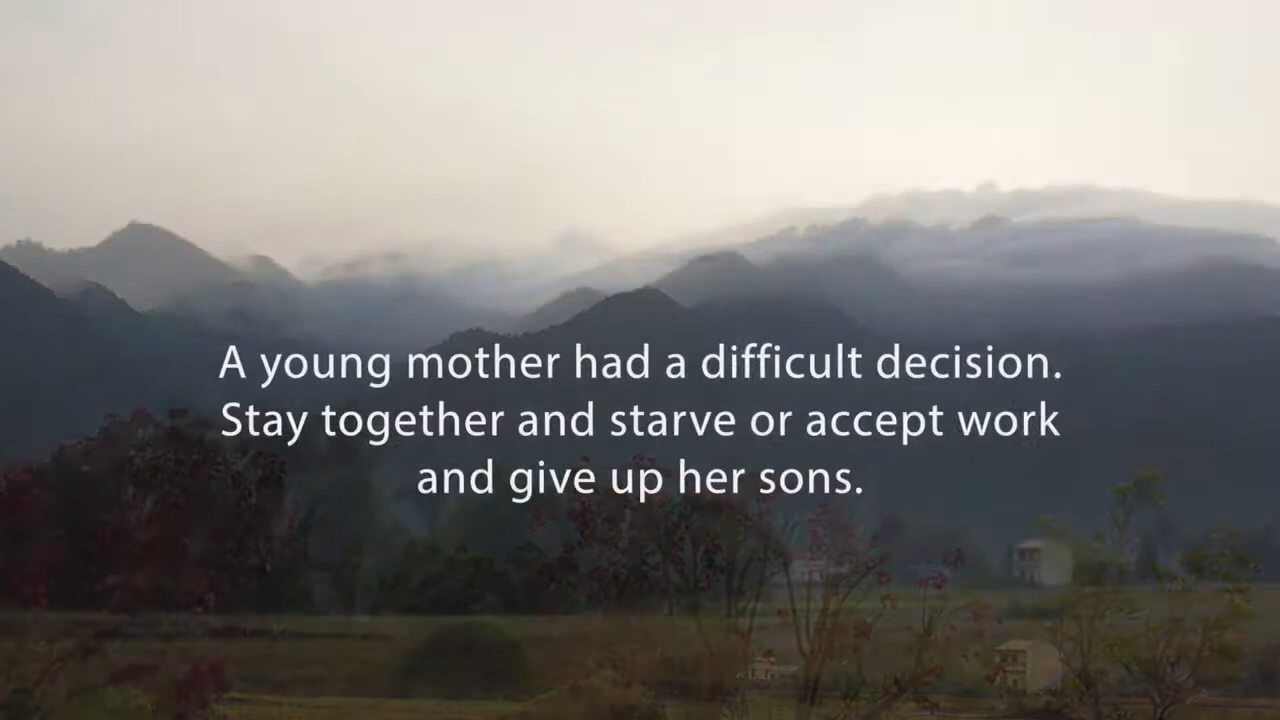 A young mother had a difficult decision.
Stay together and starve or accept work
and give up her sons.